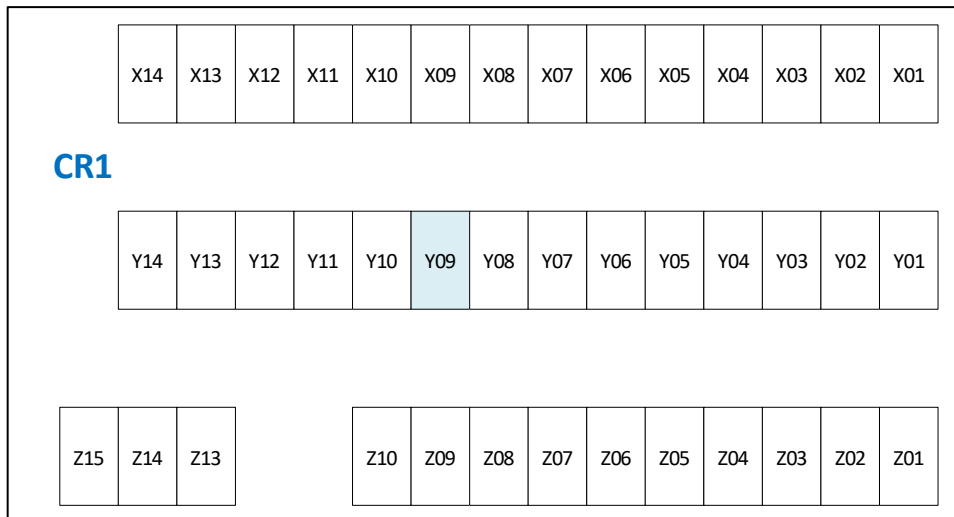 X14 X13 X12 X11 X10 X09 X08 X07 X06 X05 X04 X03 X02 X01
CR1
Y14 Y13 Y12 Y11 Y10 Y09 Y08 Y07 Y06 Y05 Y04 Y03 Y02 Y01
Z15 Z14 Z13 Z10 Z09 Z08 Z07 Z06 Z05 Z04 Z03 Z02 Z01